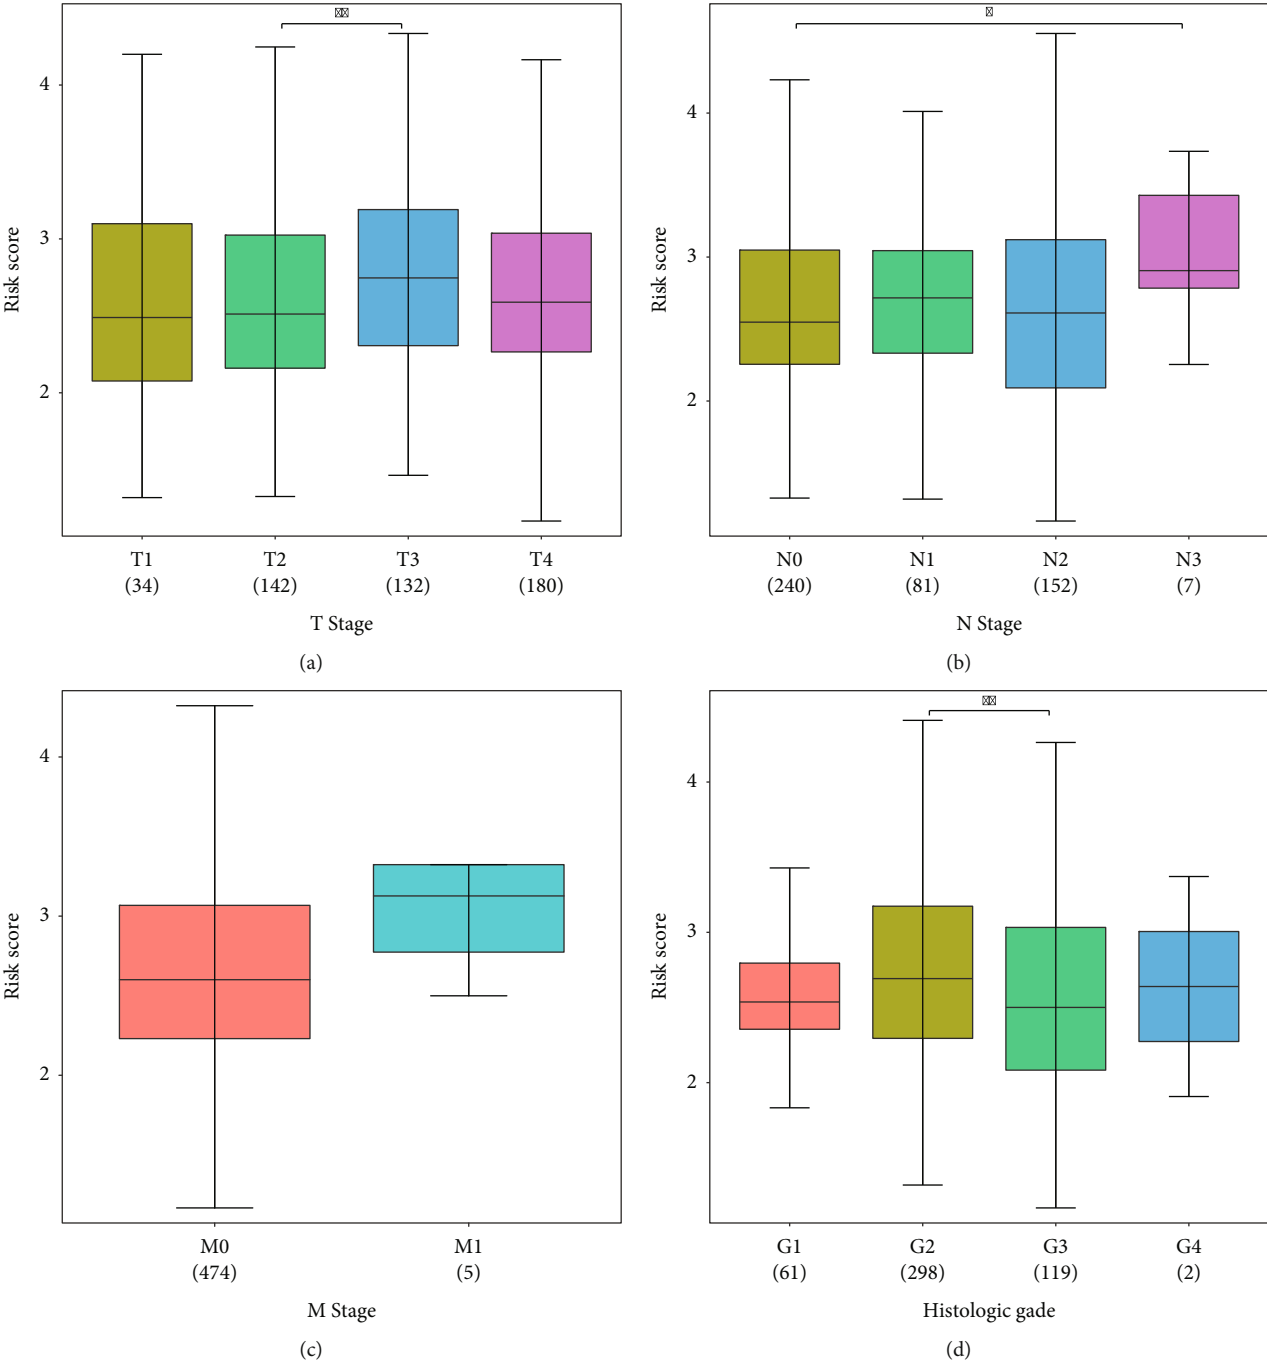 Risk score
4
3
2
T1
(34)
T2
(142)
T3
(132)
T4
(180)
T Stage
(a)
Risk score
4
3
2
N0
(240)
N1
(81)
N2
(152)
N3
(7)
N Stage
(b)
Risk score
4
3
2
M0
(474)
M1
(5)
M Stage
(c)
Risk score
4
3
2
G1
(61)
G2
(298)
G3
(119)
G4
(2)
Histologic gade
(d)